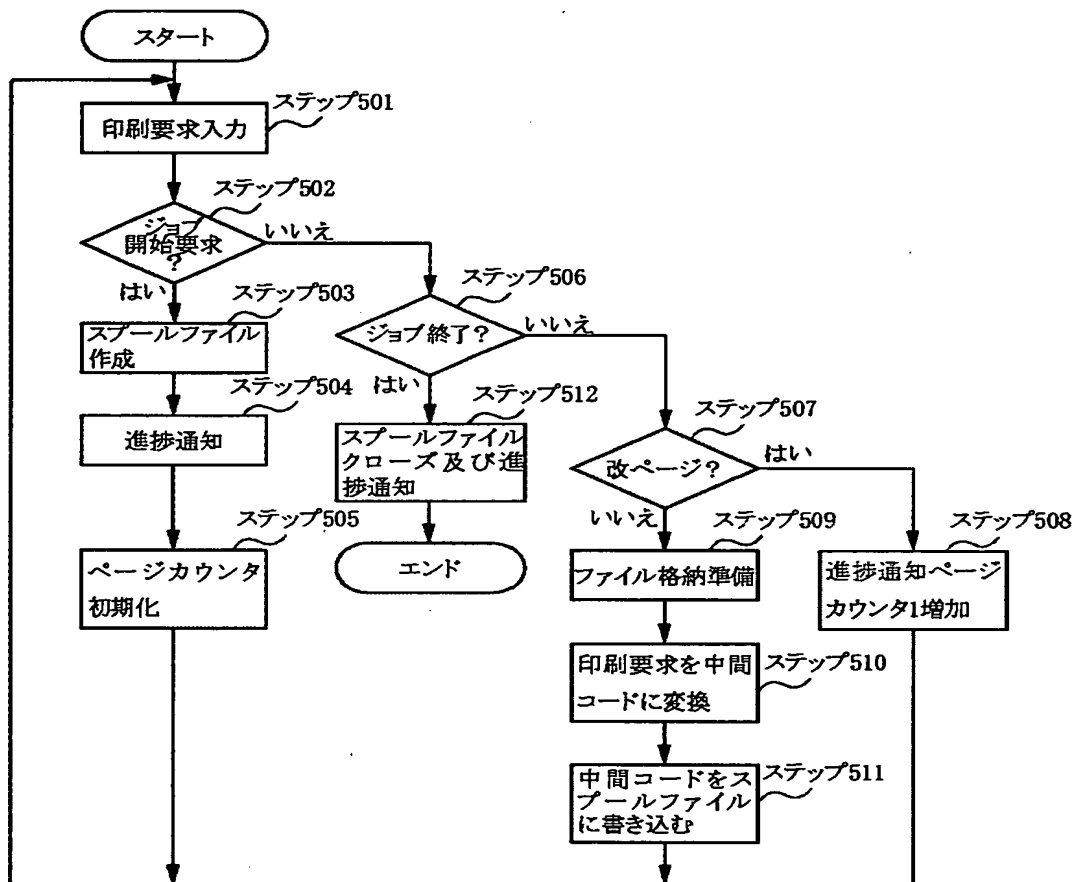 スタート
ステップ501
印刷要求入力
ステップ502
ジョブ
開始要求
?
いいえ
はい
ステップ503
スプールファイル
作成
ステップ504
進捗通知
ステップ505
ページカウンタ
初期化
ステップ506
ジョブ終了?
いいえ
はい
ステップ512
スプールファイル
クローズ及び進
捗通知
エンド
ステップ507
改ページ?
はい
いいえ
ステップ509
ファイル格納準備
ステップ508
進捗通知ページ
カウンタ1増加
印刷要求を中間
コードに変換
ステップ510
中間コードをス
プールファイル
に書き込む
ステップ511